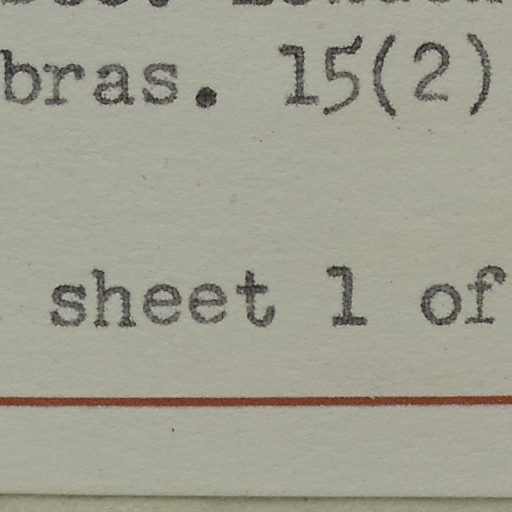 bras. 15(2)
sheet 1 of